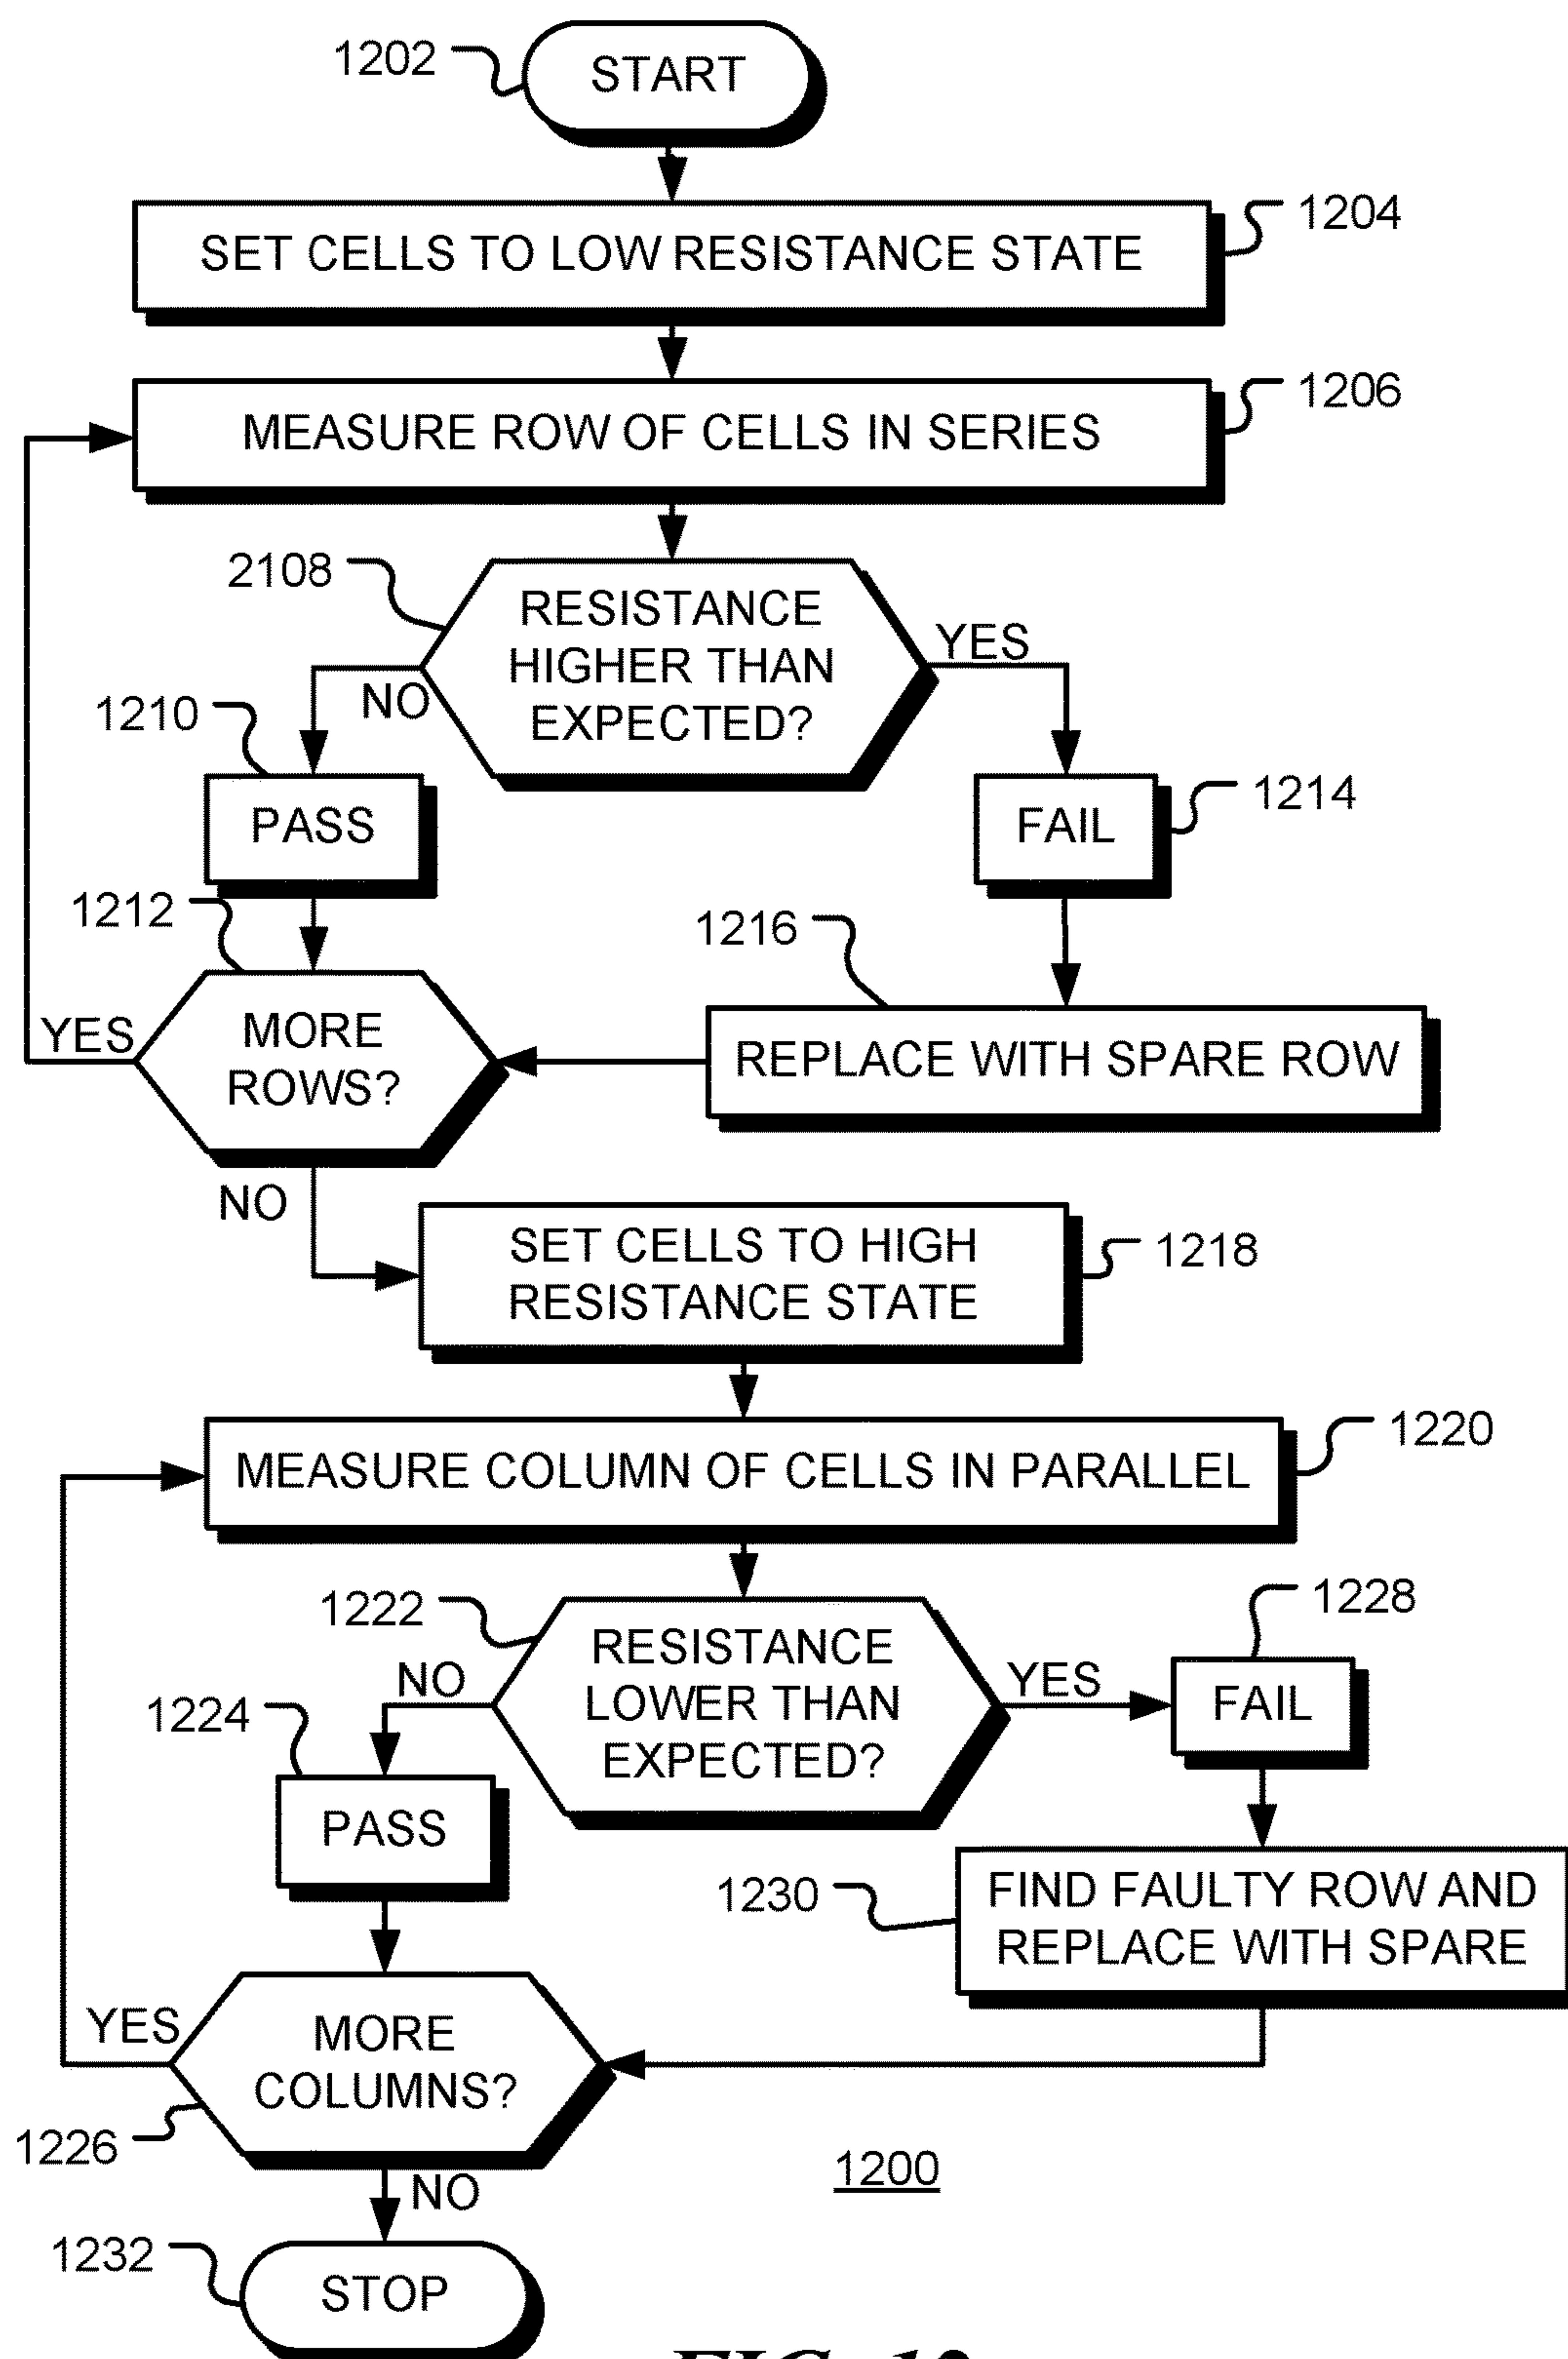 1202
START
1204
SET CELLS TO LOW RESISTANCE STATE
1206
MEASURE ROW OF CELLS IN SERIES
2108
RESISTANCE
HIGHER THAN
EXPECTED?
YES
NO
1210
PASS
1214
FAIL
1212
1216
MORE
ROWS?
YES
REPLACE WITH SPARE ROW
NO
SET CELLS TO HIGH
RESISTANCE STATE
1218
1220
MEASURE COLUMN OF CELLS IN PARALLEL
1222
RESISTANCE
LOWER THAN
EXPECTED?
NO
YES
1228
FAIL
1224
PASS
1230
FIND FAULTY ROW AND
REPLACE WITH SPARE
YES
MORE
COLUMNS?
1226
NO
1200
1232
STOP